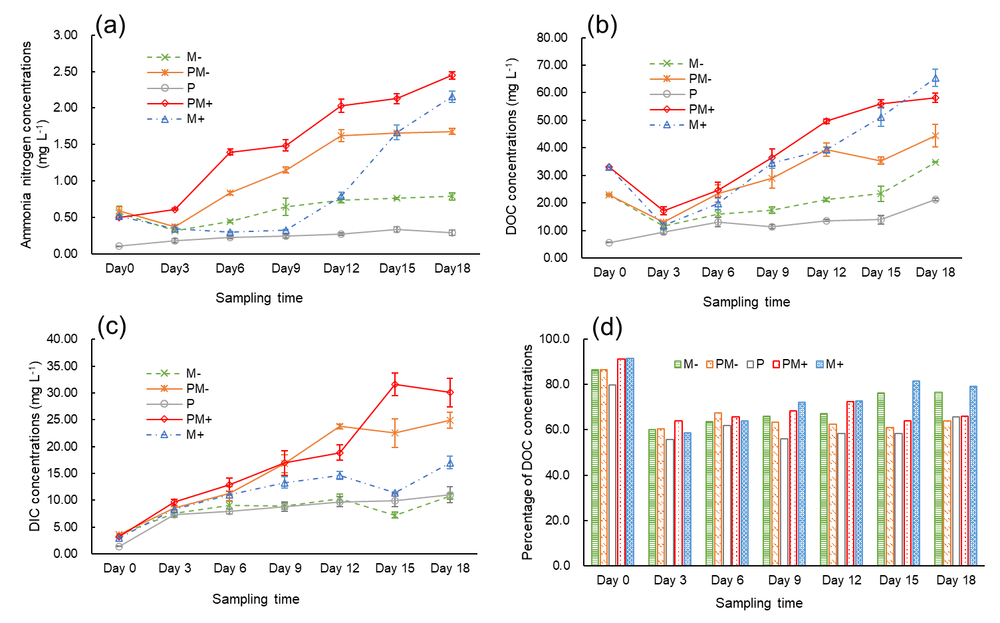 (a)
Ammonia nitrogen concentrations
(mg L-1)
3.00
2.50
2.00
1.50
1.00
0.50
0.00
M-
PM-
P
PM+
M+
Day0 Day3 Day6 Day9 Day12 Day15 Day18
Sampling time
(b)
DOC concentrations (mg L-1)
80.00
70.00
60.00
50.00
40.00
30.00
20.00
10.00
0.00
M-
PM-
P
PM+
M+
Day 0 Day 3 Day 6 Day 9 Day 12 Day 15 Day 18
Sampling time
(c)
DIC concentrations (mg L-1)
40.00
35.00
30.00
25.00
20.00
15.00
10.00
5.00
0.00
M-
PM-
P
PM+
M+
Day 0 Day 3 Day 6 Day 9 Day 12 Day 15 Day 18
Sampling time
(d)
Percentage of DOC concentrations
100.0
80.0
60.0
40.0
20.0
0.0
M- PM- P PM+ M+
Day 0 Day 3 Day 6 Day 9 Day 12 Day 15 Day 18
Sampling time